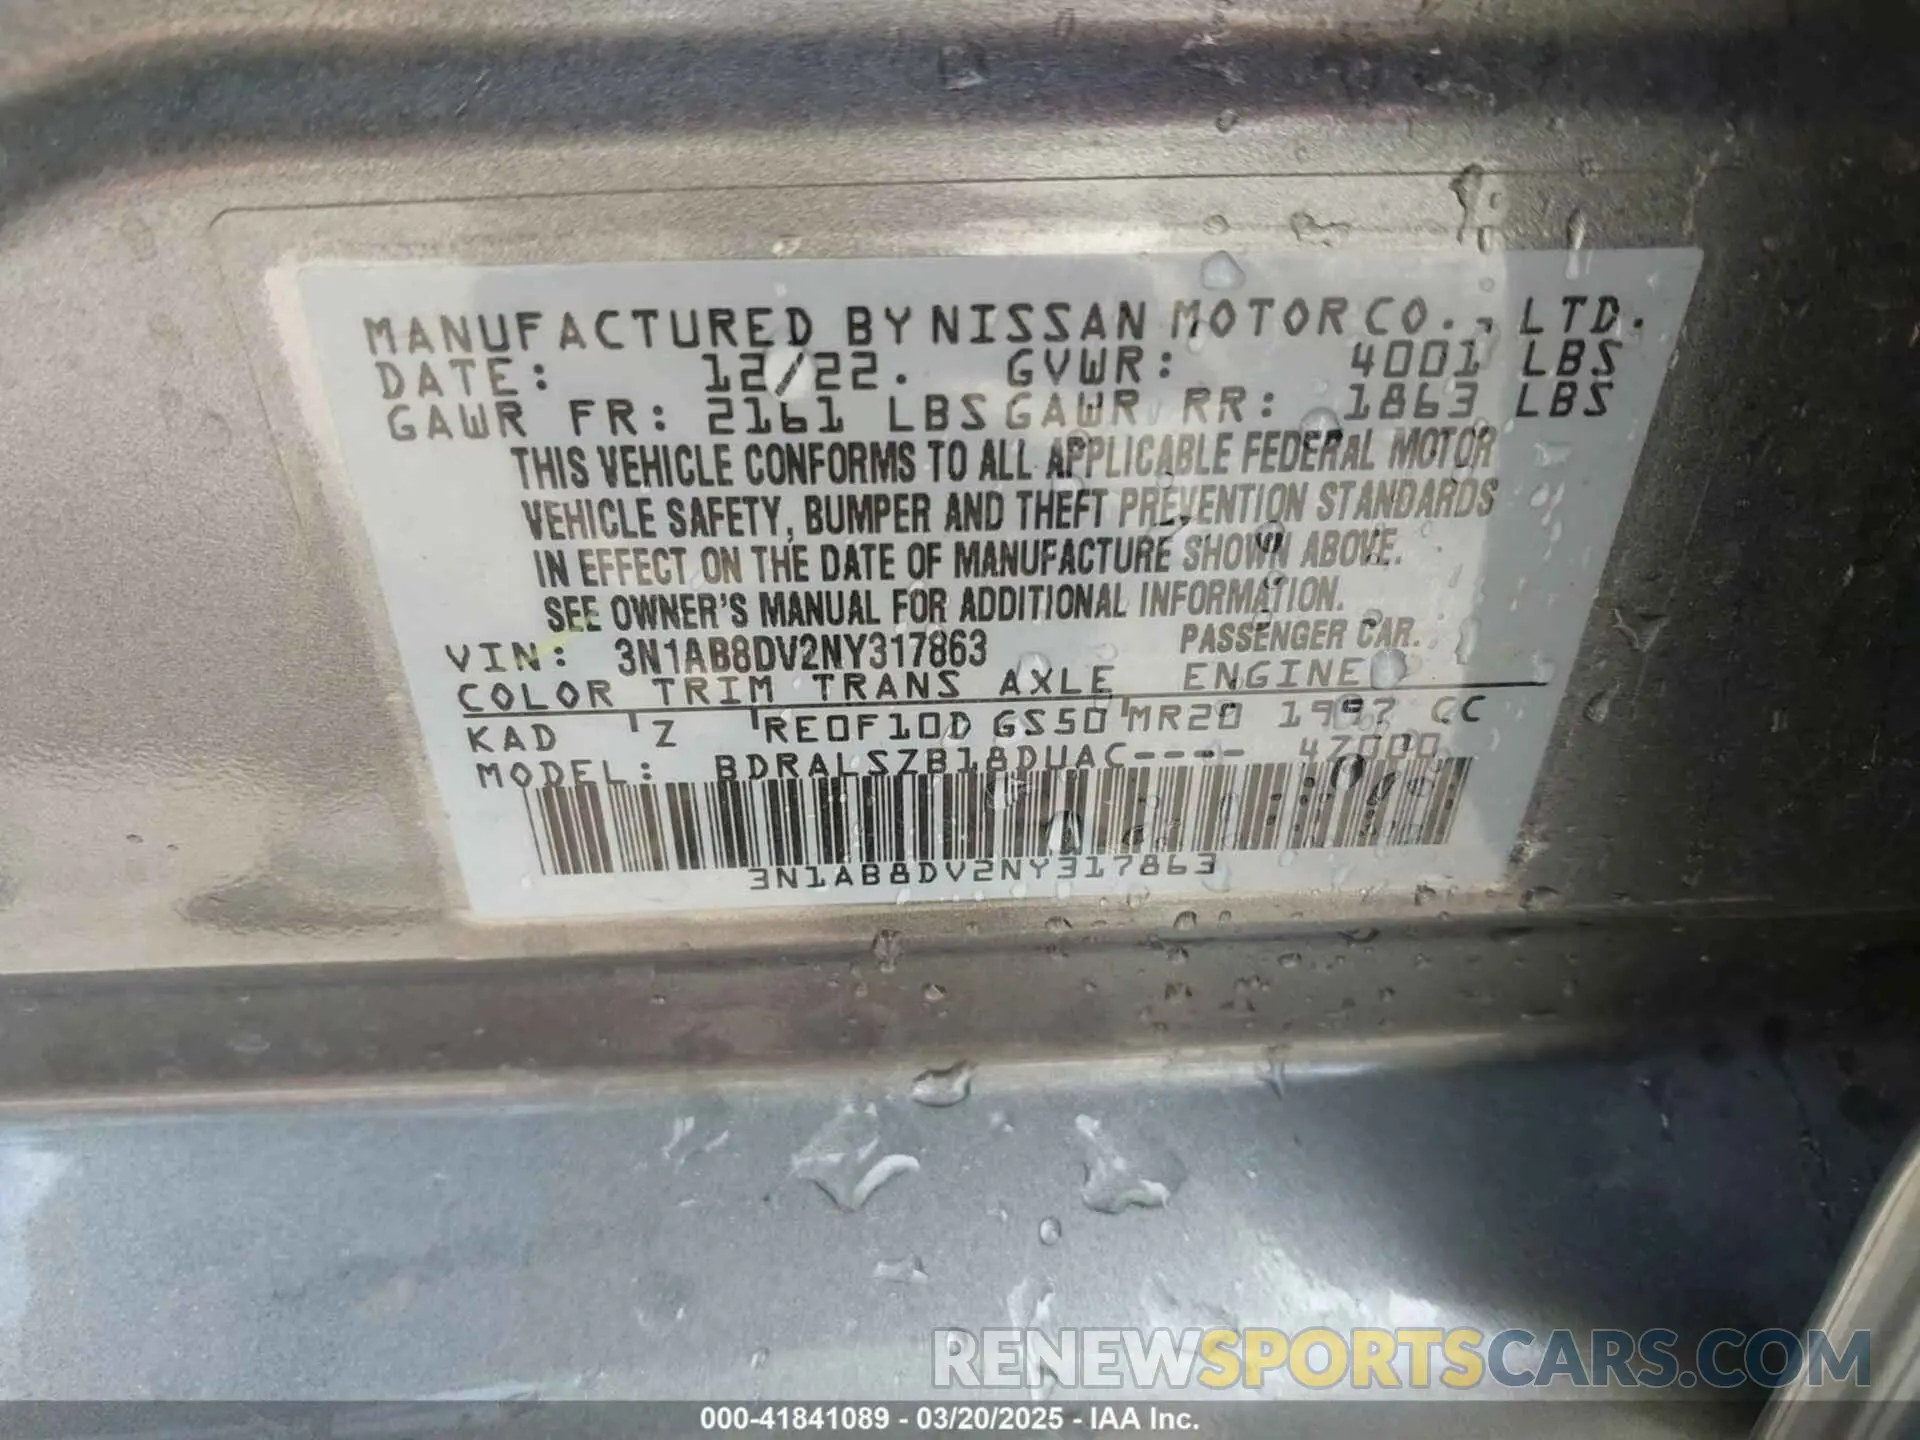 MANUFACTURED BY NISSAN MOTOR CO., LTD.
DATE: 12/22. GVWR: 4001 LBS
GAWR FR: 2161 LBS GAWR RR: 1863 LBS
THIS VEHICLE CONFORMS TO ALL APPLICABLE FEDERAL MOTOR
VEHICLE SAFETY, BUMPER AND THEFT PREVENTION STANDARDS
IN EFFECT ON THE DATE OF MANUFACTURE SHOWN ABOVE.
SEE OWNER'S MANUAL FOR ADDITIONAL INFORMATION.
VIN: 3N1AB8DV2NY317863 PASSENGER CAR.
COLOR TRIM TRANS AXLE ENGINE
KAD Z RE0F10D GS50 MR20 1997 CC
MODEL: BDRALSZB18DUAC----
3N1AB8DV2NY317863
RENEWSPORTSCARS.COM
000-41841089 - 03/20/2025 - IAA Inc.